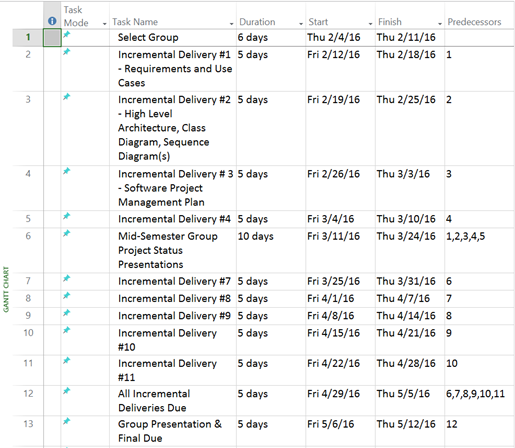 Task
Mode Task Name Duration Start Finish Predecessors
1 Select Group 6 days Thu 2/4/16 Thu 2/11/16
2 Incremental Delivery #1 5 days Fri 2/12/16 Thu 2/18/16 1
- Requirements and Use
Cases
3 Incremental Delivery #2 5 days Fri 2/19/16 Thu 2/25/16 2
- High Level
Architecture, Class
Diagram, Sequence
Diagram(s)
4 Incremental Delivery # 3 5 days Fri 2/26/16 Thu 3/3/16 3
- Software Project
Management Plan
5 Incremental Delivery #4 5 days Fri 3/4/16 Thu 3/10/16 4
6 Mid-Semester Group 10 days Fri 3/11/16 Thu 3/24/16 1,2,3,4,5
Project Status
Presentations
7 Incremental Delivery #7 5 days Fri 3/25/16 Thu 3/31/16 6
8 Incremental Delivery #8 5 days Fri 4/1/16 Thu 4/7/16 7
9 Incremental Delivery #9 5 days Fri 4/8/16 Thu 4/14/16 8
10 Incremental Delivery 5 days Fri 4/15/16 Thu 4/21/16 9
#10
11 Incremental Delivery 5 days Fri 4/22/16 Thu 4/28/16 10
#11
12 All Incremental 5 days Fri 4/29/16 Thu 5/5/16 6,7,8,9,10,11
Deliveries Due
13 Group Presentation & 5 days Fri 5/6/16 Thu 5/12/16 12
Final Due
GANTT CHART